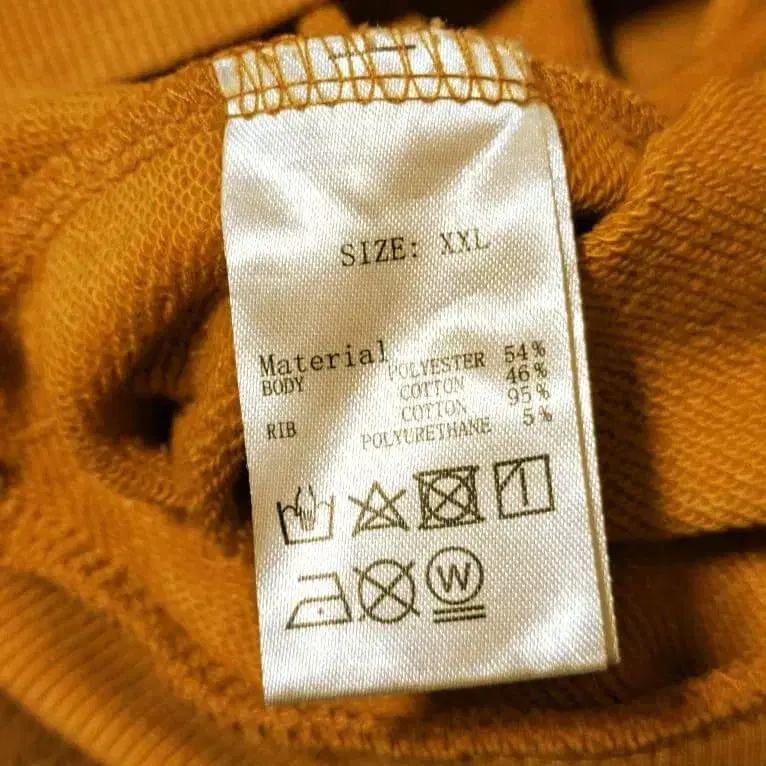 SIZE: XXL
Material
BODY POLYESTER 54%
COTTON 46%
RIB COTTON 95%
POLYURETHANE 5%
W